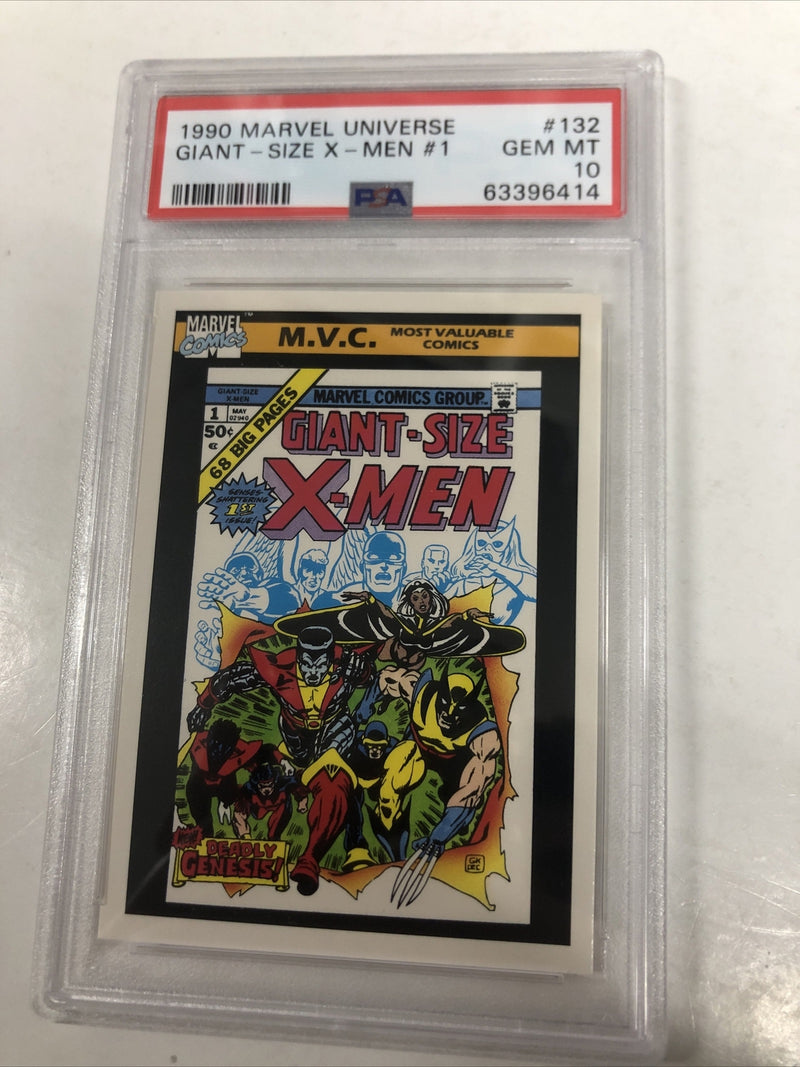 1990 MARVEL UNIVERSE #132
GIANT-SIZE X-MEN #1 GEM MT
10
PSA 63396414
MARVEL
COMICS
M.V.C. MOST VALUABLE
COMICS
GIANT-SIZE
X-MEN
MARVEL COMICS GROUP
1 MAY
02940
50¢
68 BIG PAGES
GIANT-SIZE
X-MEN
SENSES-
SHATTERING
1ST
ISSUE!
DEADLY
GENESIS!
GK